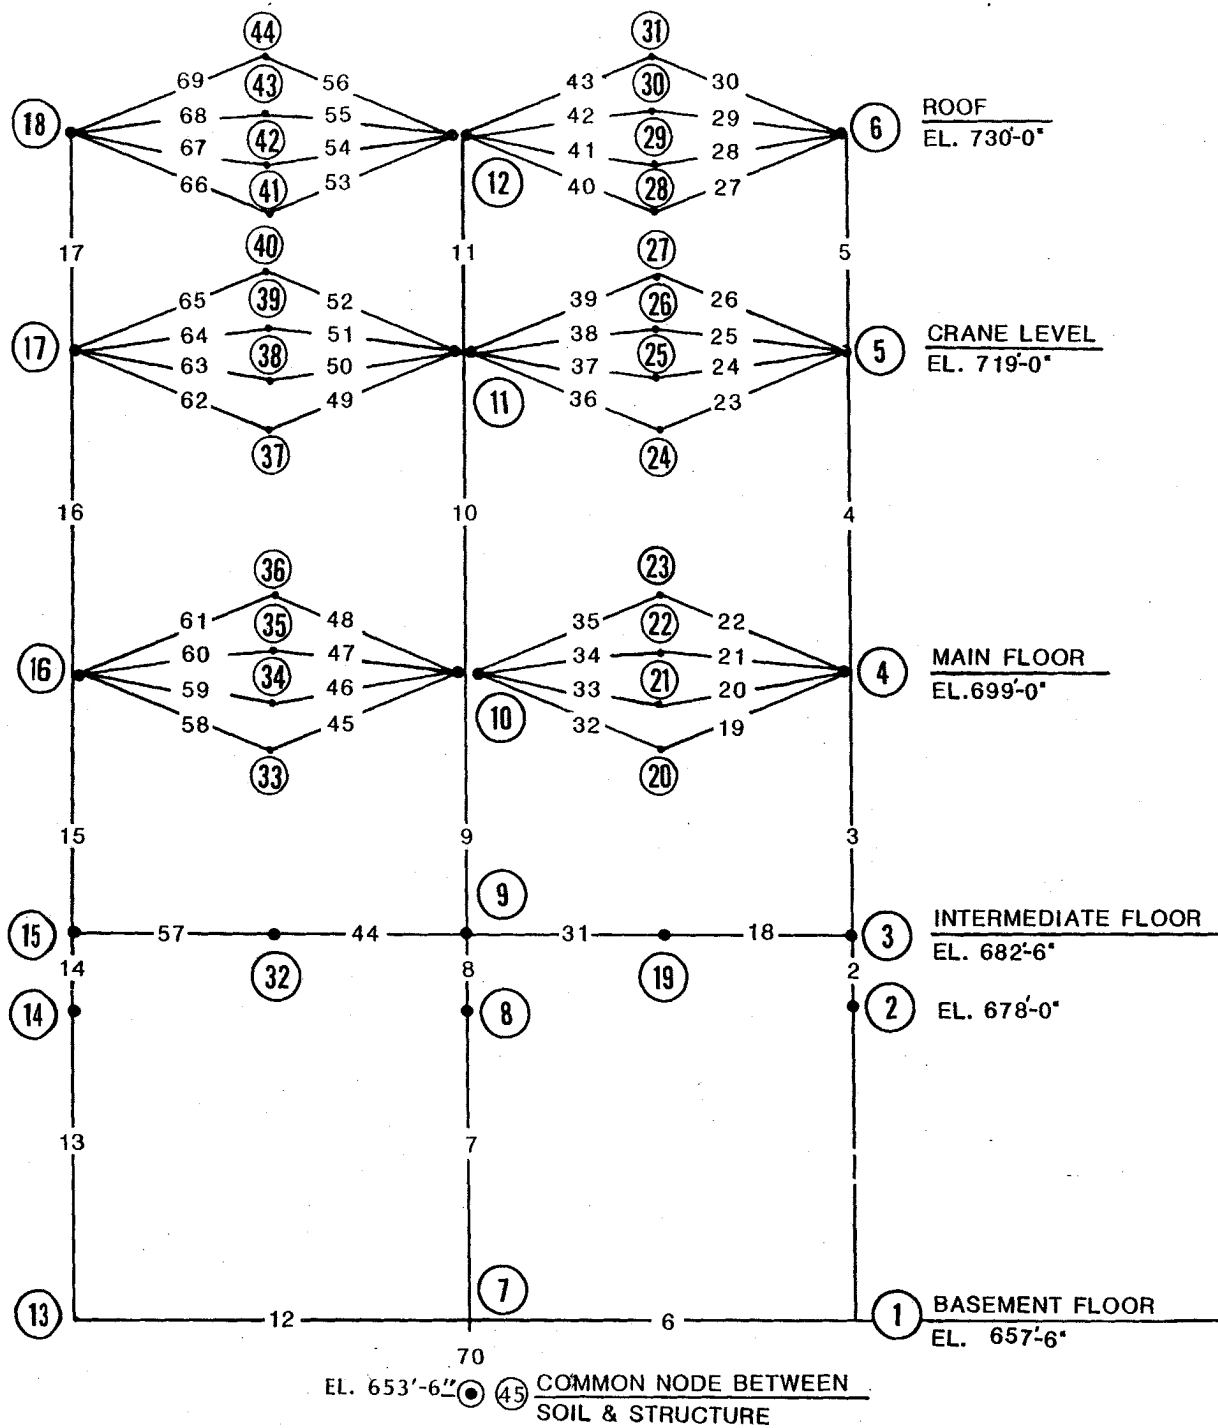 44 31
69 43 56 43 30 30
18 68 55 42 29 6 ROOF
42 29 EL. 730'-0"
67 54 41 28
66 41 53 12 40 28 27
17 40 11 27 5
65 39 52 39 26 26
17 64 51 38 25 5 CRANE LEVEL
63 38 50 37 25 24 EL. 719'-0"
62 49 11 36 23
37 24
16 10 4
36 23
61 35 48 35 22 22
16 60 47 34 21 4 MAIN FLOOR
59 34 46 33 21 20 EL.699'-0"
58 45 10 32 19
33 20
15 9 3
9
15 57 44 31 18 3 INTERMEDIATE FLOOR
14 32 8 19 2 EL. 682'-6"
14 8 2 EL. 678'-0"
13 7
7
13 12 6 1 BASEMENT FLOOR
EL. 657'-6"
70
EL. 653'-6" 45 COMMON NODE BETWEEN
SOIL & STRUCTURE